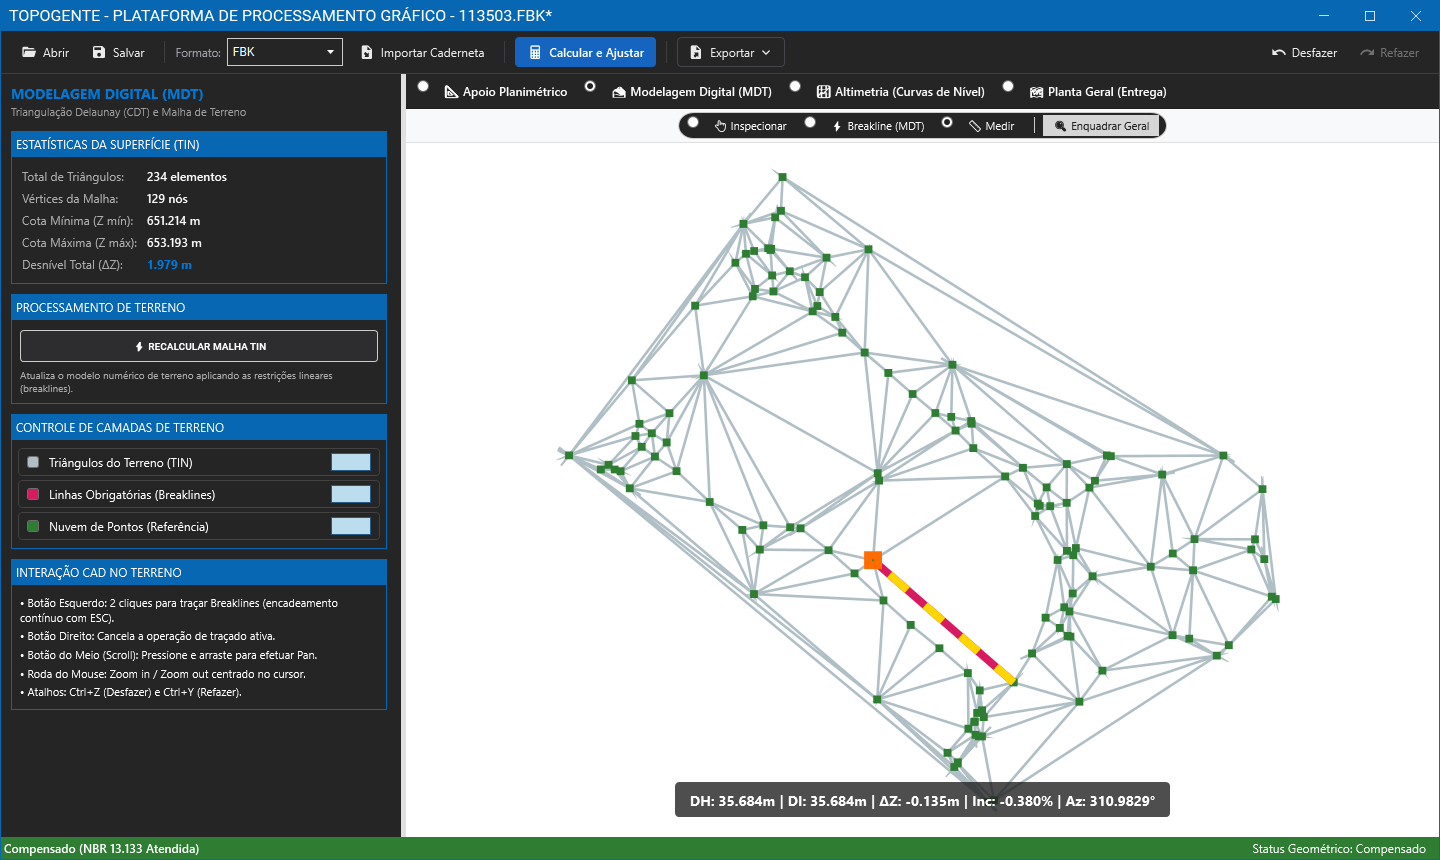 TOPOGENTE - PLATAFORMA DE PROCESSAMENTO GRÁFICO - 113503.FBK*
Abrir Salvar Formato: FBK Importar Caderneta Calcular e Ajustar Exportar Desfazer Refazer
MODELAGEM DIGITAL (MDT)
Triangulação Delaunay (CDT) e Malha de Terreno
ESTATÍSTICAS DA SUPERFÍCIE (TIN)
Total de Triângulos: 234 elementos
Vértices da Malha: 129 nós
Cota Mínima (Z mín): 651.214 m
Cota Máxima (Z máx): 653.193 m
Desnível Total (ΔZ): 1.979 m
PROCESSAMENTO DE TERRENO
RECALCULAR MALHA TIN
Atualiza o modelo numérico de terreno aplicando as restrições lineares
(breaklines).
CONTROLE DE CAMADAS DE TERRENO
Triângulos do Terreno (TIN)
Linhas Obrigatórias (Breaklines)
Nuvem de Pontos (Referência)
INTERAÇÃO CAD NO TERRENO
• Botão Esquerdo: 2 cliques para traçar Breaklines (encadeamento
contínuo com ESC).
• Botão Direito: Cancela a operação de traçado ativa.
• Botão do Meio (Scroll): Pressione e arraste para efetuar Pan.
• Roda do Mouse: Zoom in / Zoom out centrado no cursor.
• Atalhos: Ctrl+Z (Desfazer) e Ctrl+Y (Refazer).
Apoio Planimétrico Modelagem Digital (MDT) Altimetria (Curvas de Nível) Planta Geral (Entrega)
Inspecionar Breakline (MDT) Medir Enquadrar Geral
DH: 35.684m | DI: 35.684m | ΔZ: -0.135m | Inc: -0.380% | Az: 310.9829°
Compensado (NBR 13.133 Atendida) Status Geométrico: Compensado